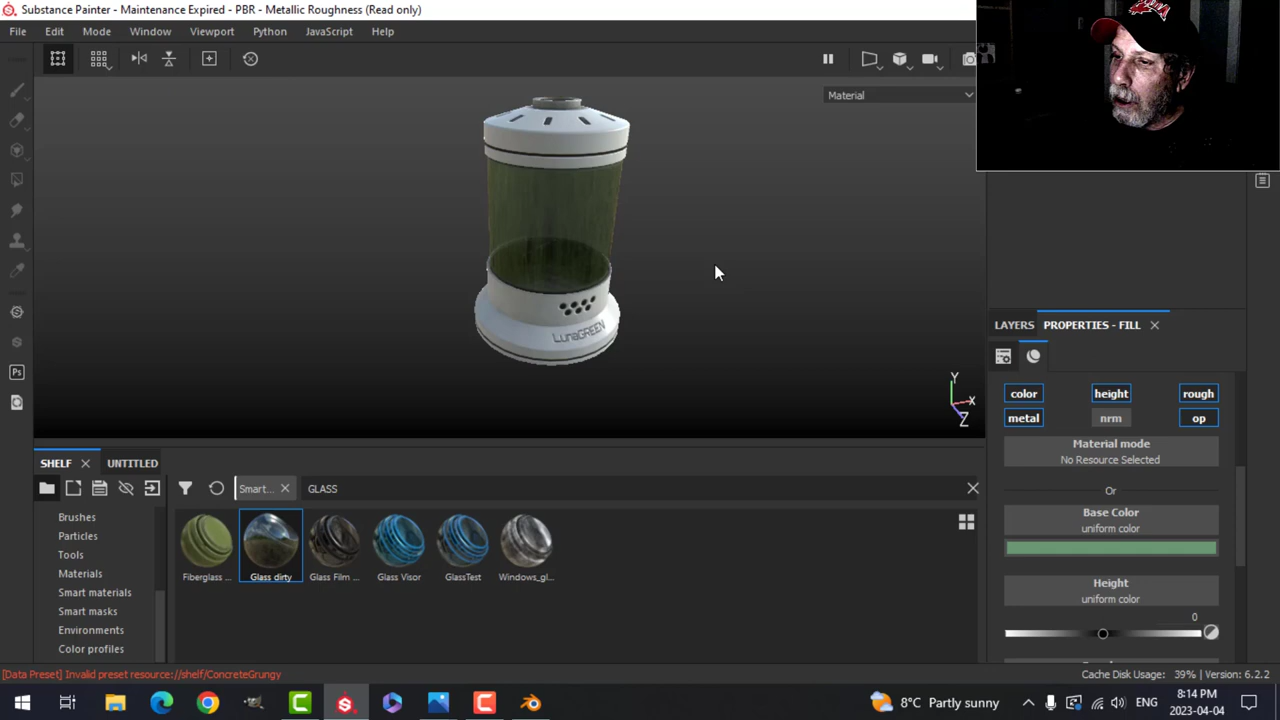 Substance Painter - Maintenance Expired - PBR - Metallic Roughness (Read only)
File Edit Mode Window Viewport Python JavaScript Help
Material
LunaGREEN
Y
X
Z
LAYERS PROPERTIES - FILL
color height rough
metal nrm op
Material mode
No Resource Selected
Or
Base Color
uniform color
Height
uniform color
0
SHELF UNTITLED
Smart... GLASS
Brushes
Particles
Tools
Materials
Smart materials
Smart masks
Environments
Color profiles
Fiberglass ... Glass dirty Glass Film ... Glass Visor GlassTest Windows_gl...
[Data Preset] Invalid preset resource://shelf/ConcreteGrungy
Cache Disk Usage: 39% | Version: 6.2.2
Ps
8°C Partly sunny
ENG
8:14 PM
2023-04-04